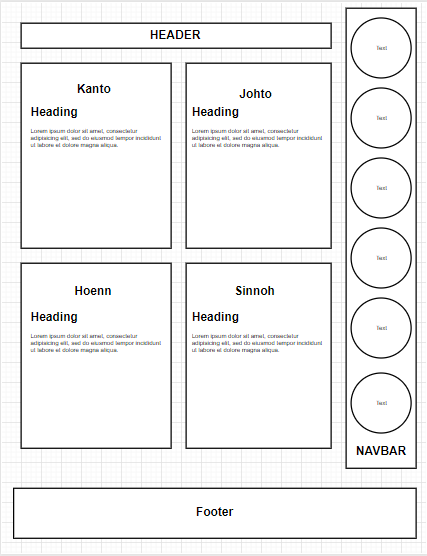 HEADER
Kanto
Heading
Lorem ipsum dolor sit amet, consectetur
adipisicing elit, sed do eiusmod tempor incididunt
ut labore et dolore magna aliqua.
Johto
Heading
Lorem ipsum dolor sit amet, consectetur
adipisicing elit, sed do eiusmod tempor incididunt
ut labore et dolore magna aliqua.
Hoenn
Heading
Lorem ipsum dolor sit amet, consectetur
adipisicing elit, sed do eiusmod tempor incididunt
ut labore et dolore magna aliqua.
Sinnoh
Heading
Lorem ipsum dolor sit amet, consectetur
adipisicing elit, sed do eiusmod tempor incididunt
ut labore et dolore magna aliqua.
Text
Text
Text
Text
Text
Text
NAVBAR
Footer